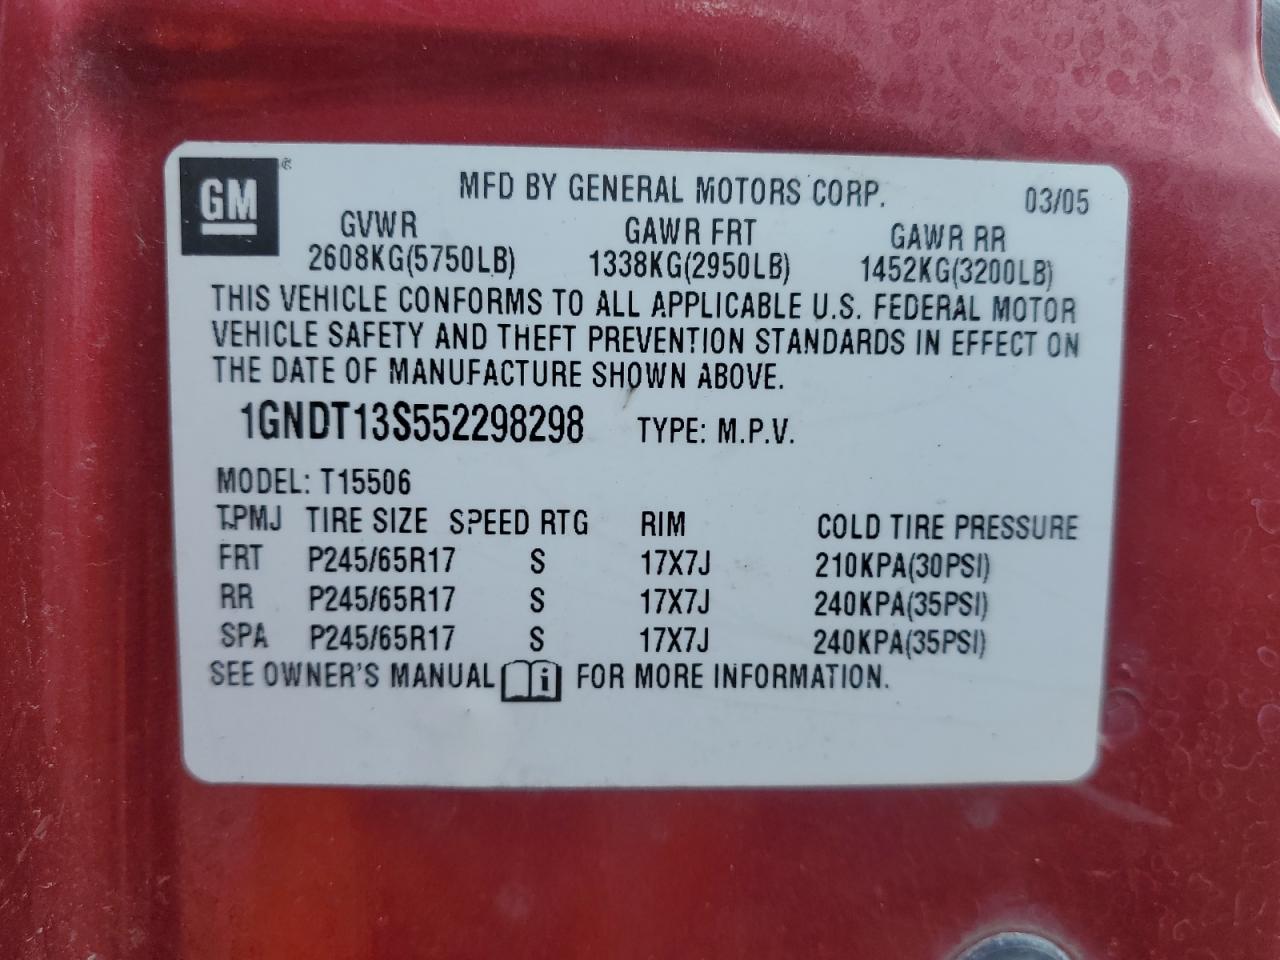 GM®
MFD BY GENERAL MOTORS CORP. 03/05
GVWR GAWR FRT GAWR RR
2608KG(5750LB) 1338KG(2950LB) 1452KG(3200LB)
THIS VEHICLE CONFORMS TO ALL APPLICABLE U.S. FEDERAL MOTOR
VEHICLE SAFETY AND THEFT PREVENTION STANDARDS IN EFFECT ON
THE DATE OF MANUFACTURE SHOWN ABOVE.
1GNDT13S552298298 TYPE: M.P.V.
MODEL: T15506
TPMJ TIRE SIZE SPEED RTG RIM COLD TIRE PRESSURE
FRT P245/65R17 S 17X7J 210KPA(30PSI)
RR P245/65R17 S 17X7J 240KPA(35PSI)
SPA P245/65R17 S 17X7J 240KPA(35PSI)
SEE OWNER'S MANUAL i FOR MORE INFORMATION.